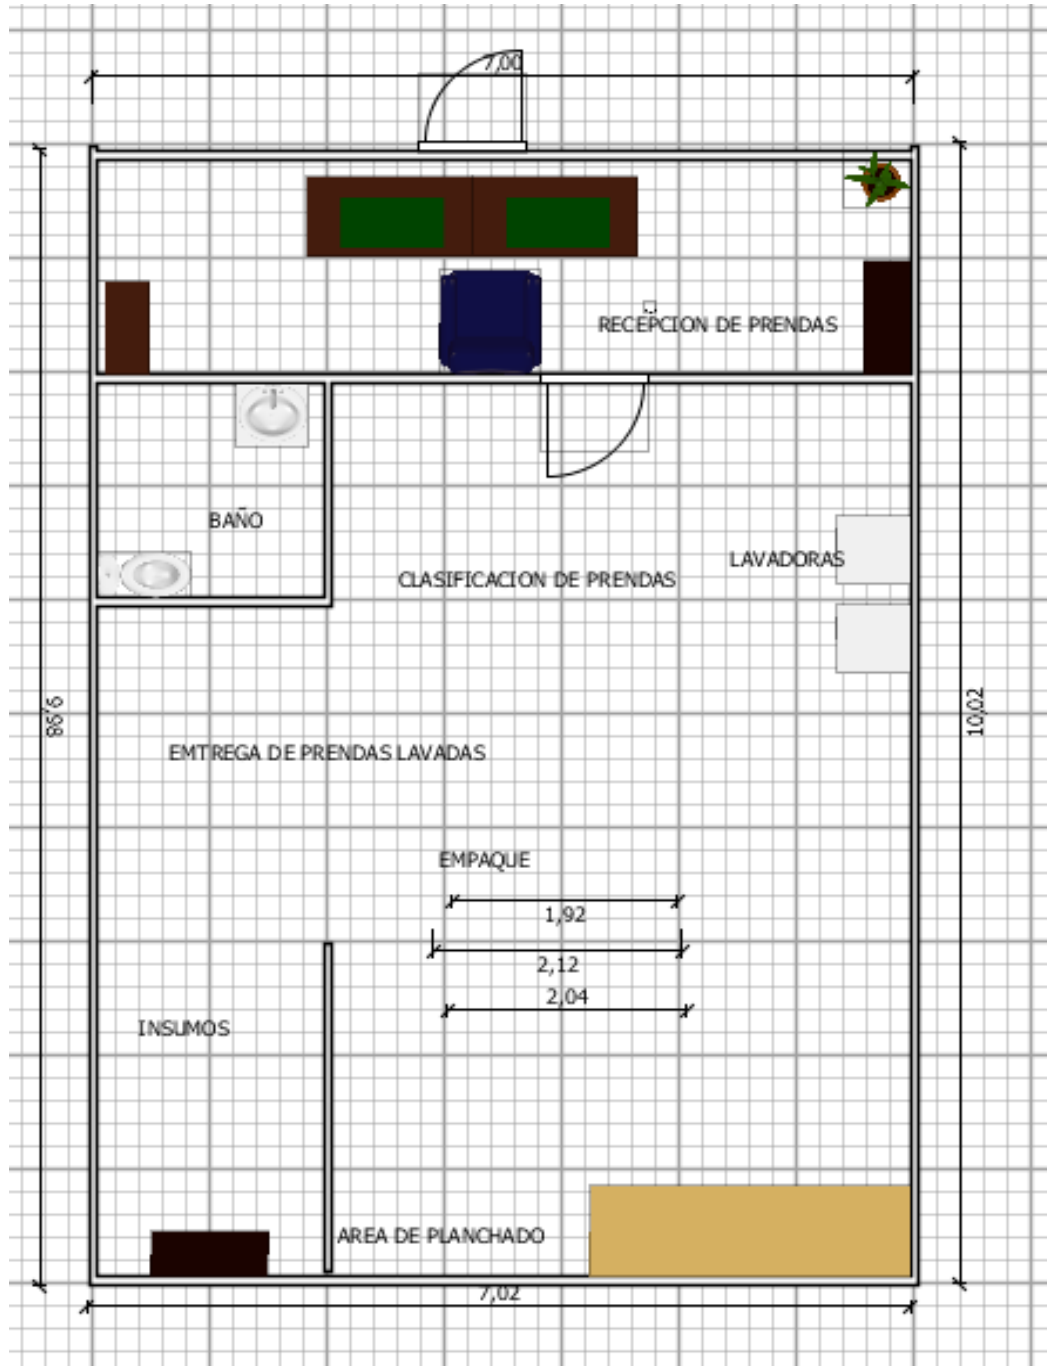 7,00
RECEPCION DE PRENDAS
BAÑO
LAVADORAS
CLASIFICACION DE PRENDAS
9,98
10,02
EMTREGA DE PRENDAS LAVADAS
EMPAQUE
1,92
2,12
2,04
INSUMOS
AREA DE PLANCHADO
7,02